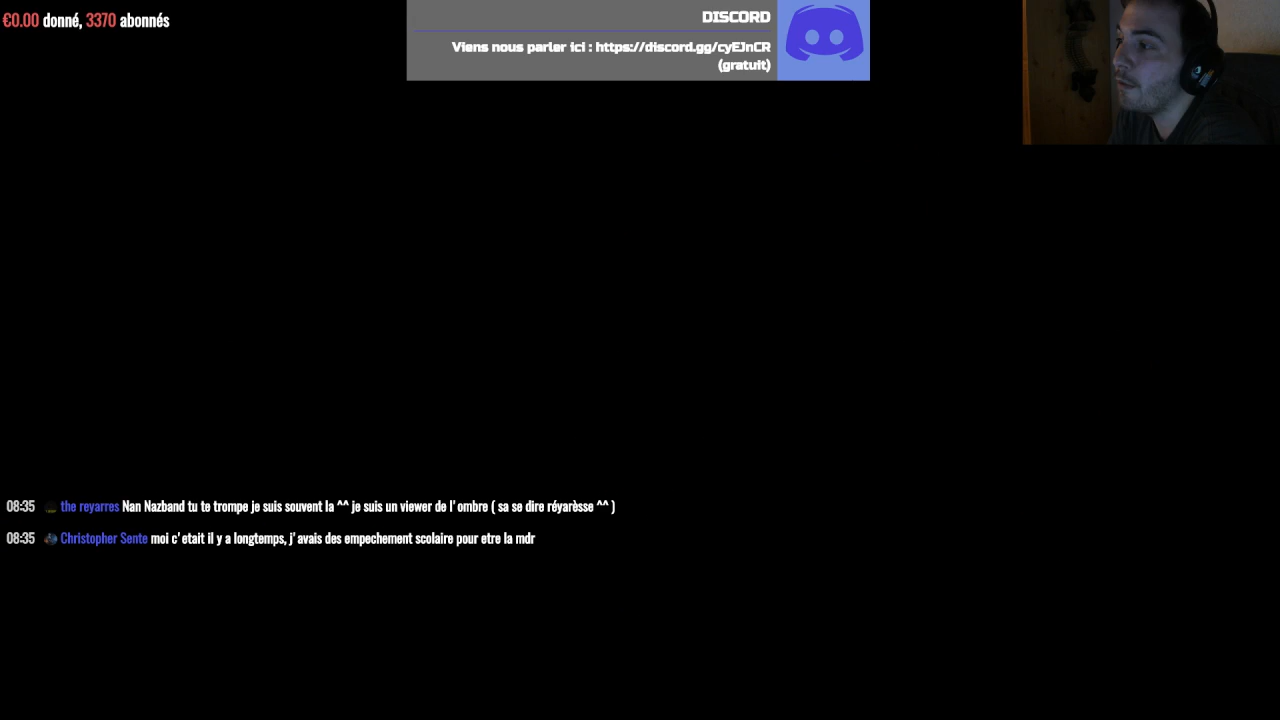 €0.00 donné, 3370 abonnés
DISCORD
Viens nous parler ici : https://discord.gg/cyEJnCR
(gratuit)
08:35 the reyarres Nan Nazband tu te trompe je suis souvent la ^^ je suis un viewer de l'ombre ( sa se dire réyarèsse ^^ )
08:35 Christopher Sente moi c'etait il y a longtemps, j'avais des empechement scolaire pour etre la mdr